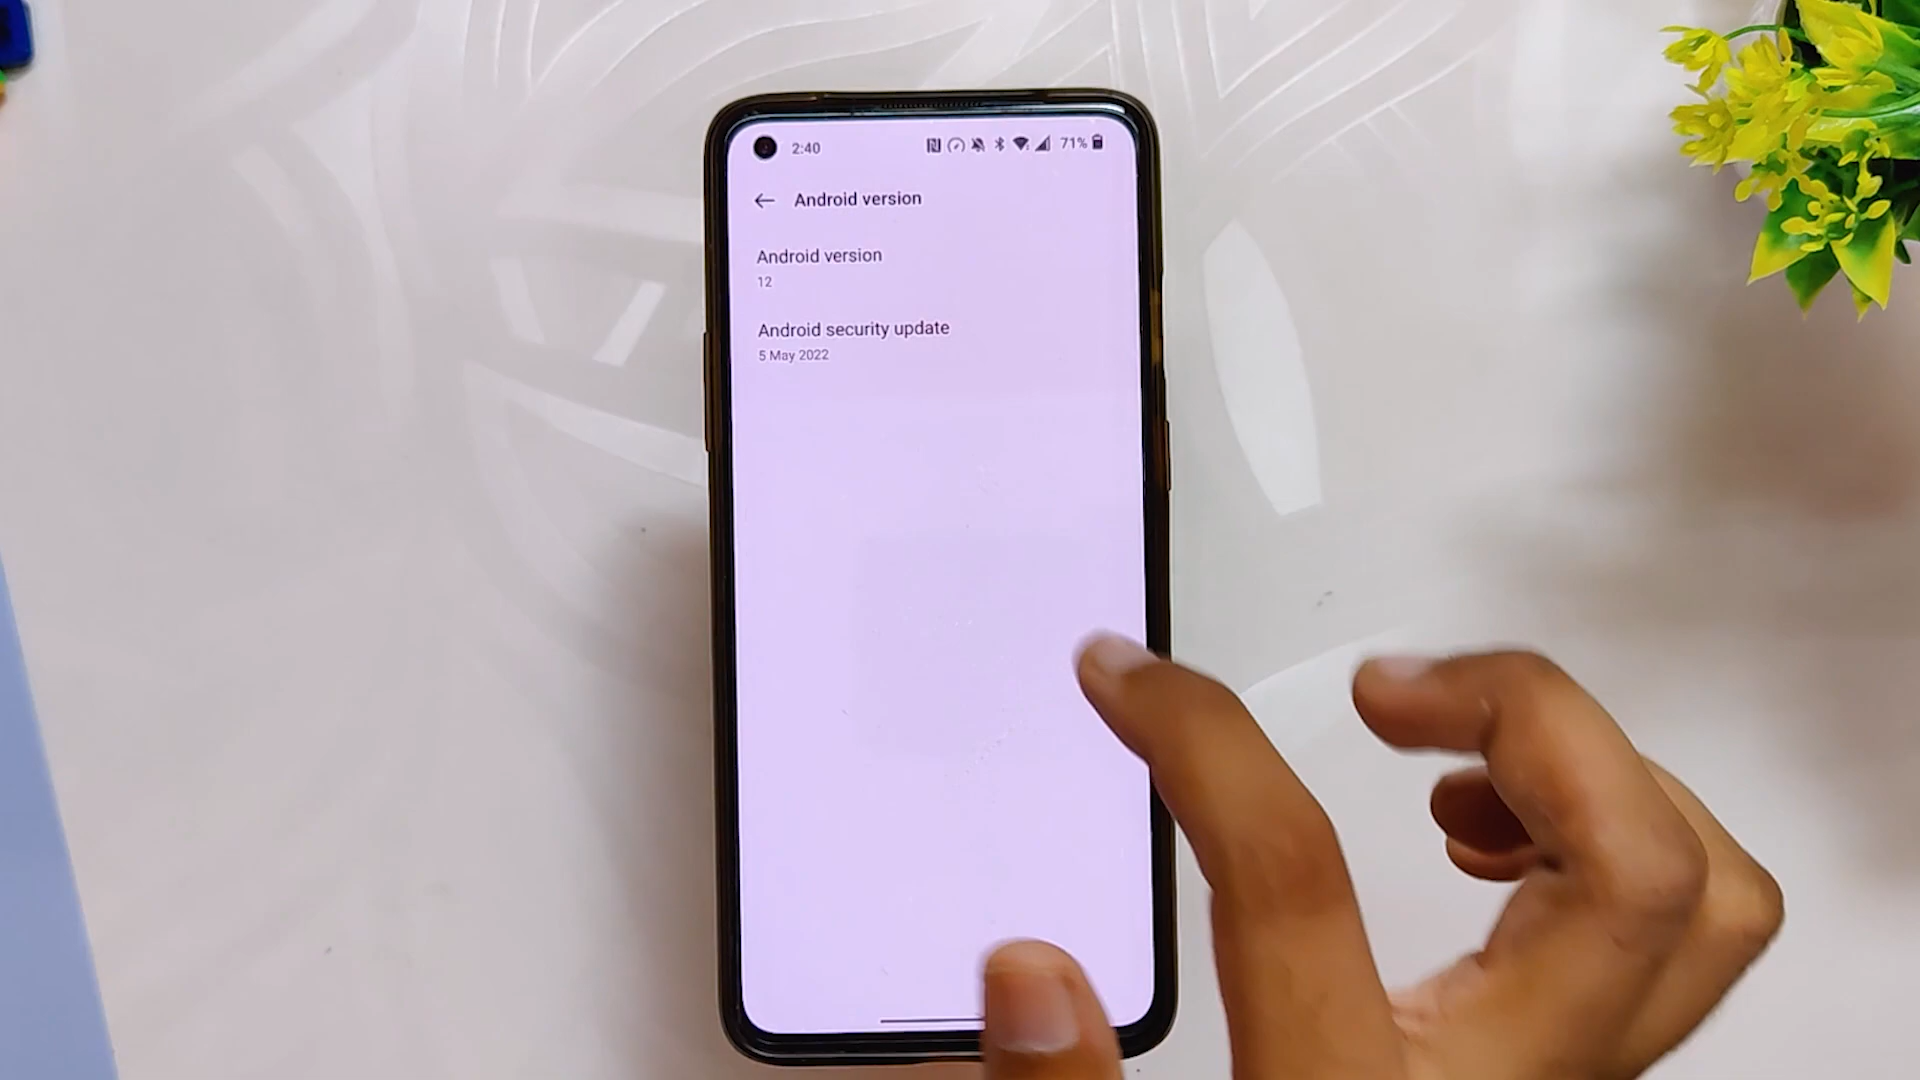 2:40 71%
Android version
Android version
12
Android security update
5 May 2022